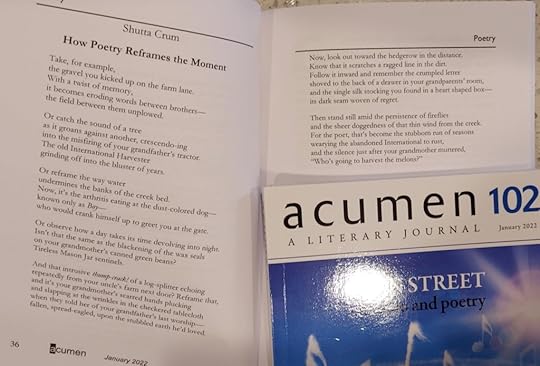 Shutta Crum
How Poetry Reframes the Moment
Take, for example,
the gravel you kicked up on the farm lane.
With a twist of memory,
it becomes eroding words between brothers—
the field between them unplowed.
Or catch the sound of a tree
as it groans against another, crescendo-ing
into the misfiring of your grandfather's tractor.
The old International Harvester
grinding off into the bluster of years.
Or reframe the way water
undermines the banks of the creek bed.
Now, it's the arthritis eating at the dust-colored dog—
known only as Boy—
who would crank himself up to greet you at the gate.
Or observe how a day takes its time devolving into night.
Isn't that the same as the blackening of the wax seals
on your grandmother's canned green beans?
Tireless Mason Jar sentinels.
And that intrusive thump-crack! of a log-splitter echoing
repeatedly from your uncle's farm next door? Reframe that,
and it's your grandmother's scarred hands plucking
and slapping at the wrinkles in the checkered tablecloth
when they told her of your grandfather's last worship—
fallen, spread-eagled, upon the stubbled earth he'd loved.
36
acumen
January 2022
Poetry
Now, look out toward the hedgerow in the distance.
Know that it scratches a ragged line in the dirt.
Follow it inward and remember the crumpled letter
shoved to the back of a drawer in your grandparents' room,
and the single silk stocking you found in a heart shaped box—
its dark seam woven of regret.
Then stand still amid the persistence of fireflies
and the sheer doggedness of that thin wind from the creek.
For the poet, that's become the stubborn rut of seasons
wearying the abandoned International to rust,
and the silence just after your grandmother muttered,
"Who's going to harvest the melons?"
acumen 102
A LITERARY JOURNAL January 2022
STREET
and poetry